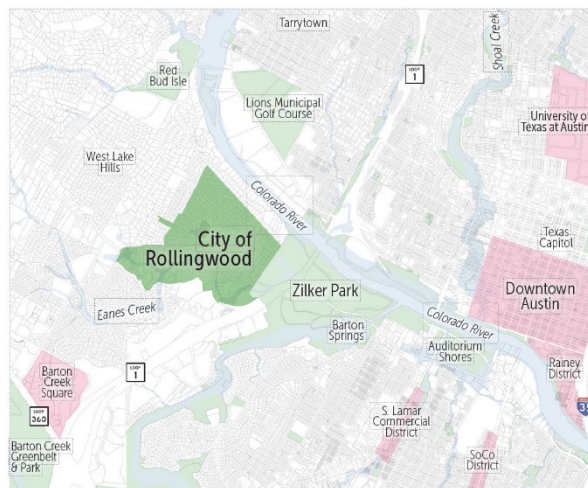 Tarrytown
Shoal Creek
Red
Bud Isle
LOOP
1
Lions Municipal
Golf Course
University of
Texas at Austin
West Lake
Hills
Colorado River
City of
Rollingwood
Texas
Capitol
Zilker Park
Downtown
Austin
Eanes Creek
Colorado River
Barton
Springs
Auditorium
Shores
Rainey
District
Barton
Creek
Square
LOOP
1
LOOP
360
S. Lamar
Commercial
District
35
Barton Creek
Greenbelt
& Park
SoCo
District